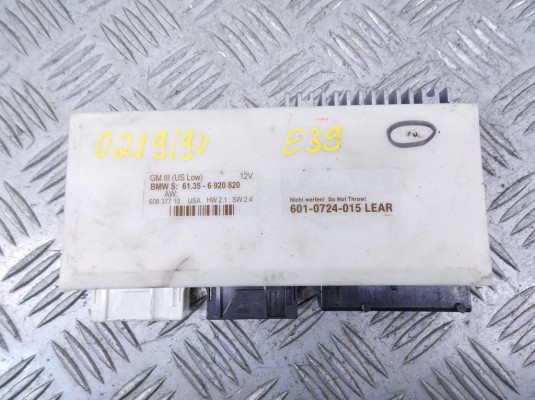 E39
GM III (US Low) 12V
BMW S: 61.35 - 6 920 820
AW:
608 377 10 USA HW 2.1 SW 2.4
Nicht werfen! Do Not Throw!
601-0724-015 LEAR